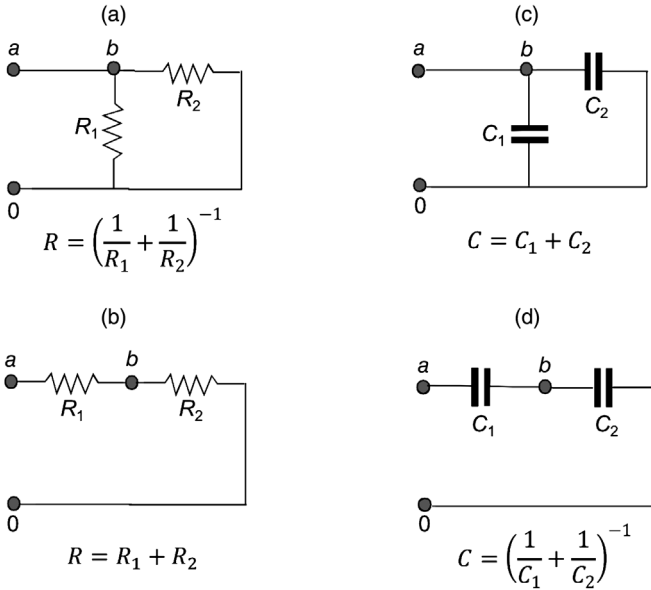 (a)
a b
R₂
R₁
0
R = (1/R₁ + 1/R₂)⁻¹
(c)
a b
C₂
C₁
0
C = C₁ + C₂
(b)
a b
R₁ R₂
0
R = R₁ + R₂
(d)
a b
C₁ C₂
0
C = (1/C₁ + 1/C₂)⁻¹